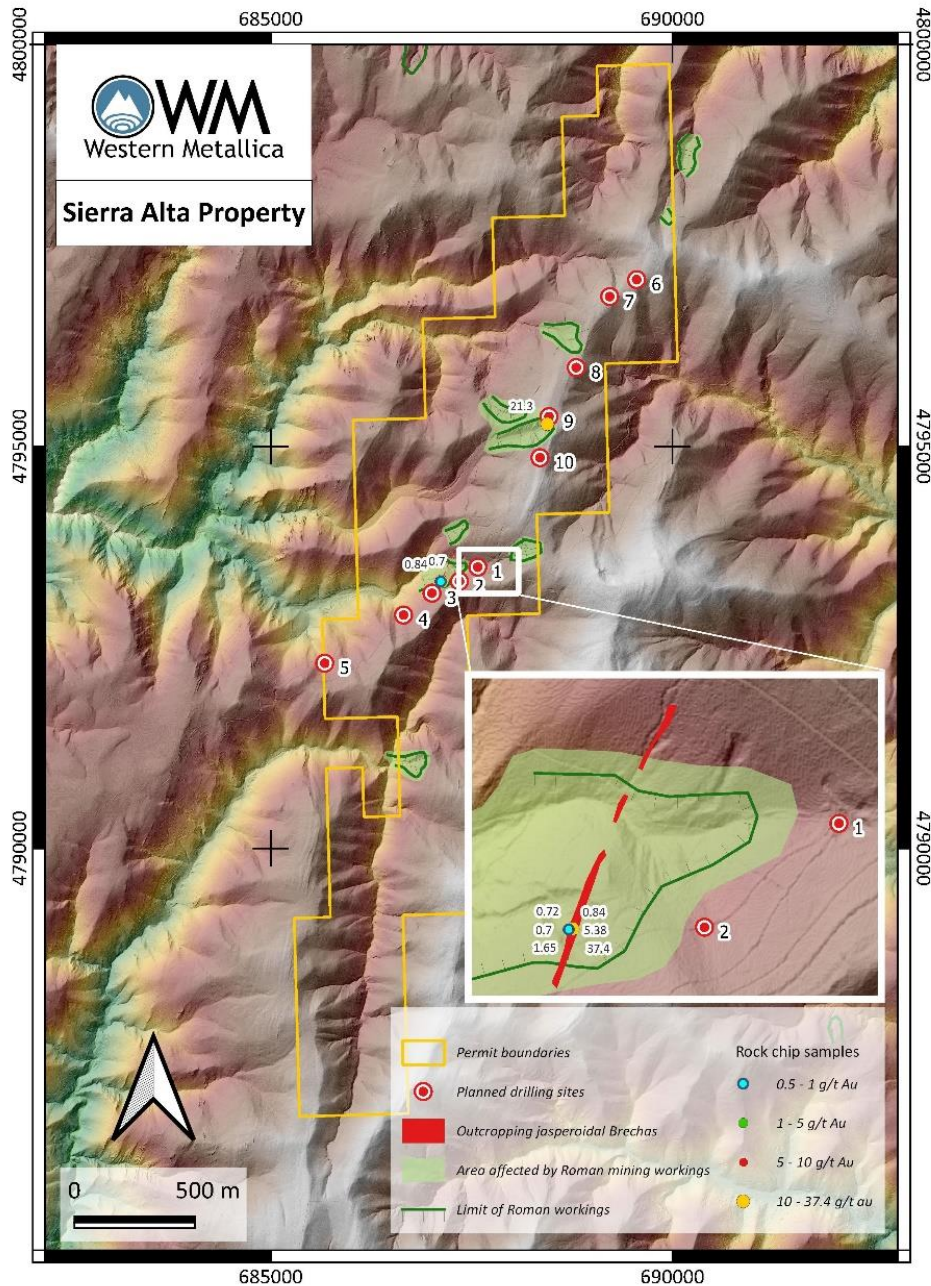 685000 690000
4800000 4800000
WM
Western Metallica
Sierra Alta Property
6
7
8
21.3
9
4795000 4795000
10
0.84 0.7
1
2
3
4
5
4790000 4790000
1
0.72 0.84
0.7 5.38
1.65 37.4
2
Permit boundaries
Planned drilling sites
Outcropping jasperoidal Brechas
Area affected by Roman mining workings
Limit of Roman workings
Rock chip samples
0.5 - 1 g/t Au
1 - 5 g/t Au
5 - 10 g/t Au
10 - 37.4 g/t au
0 500 m
685000 690000